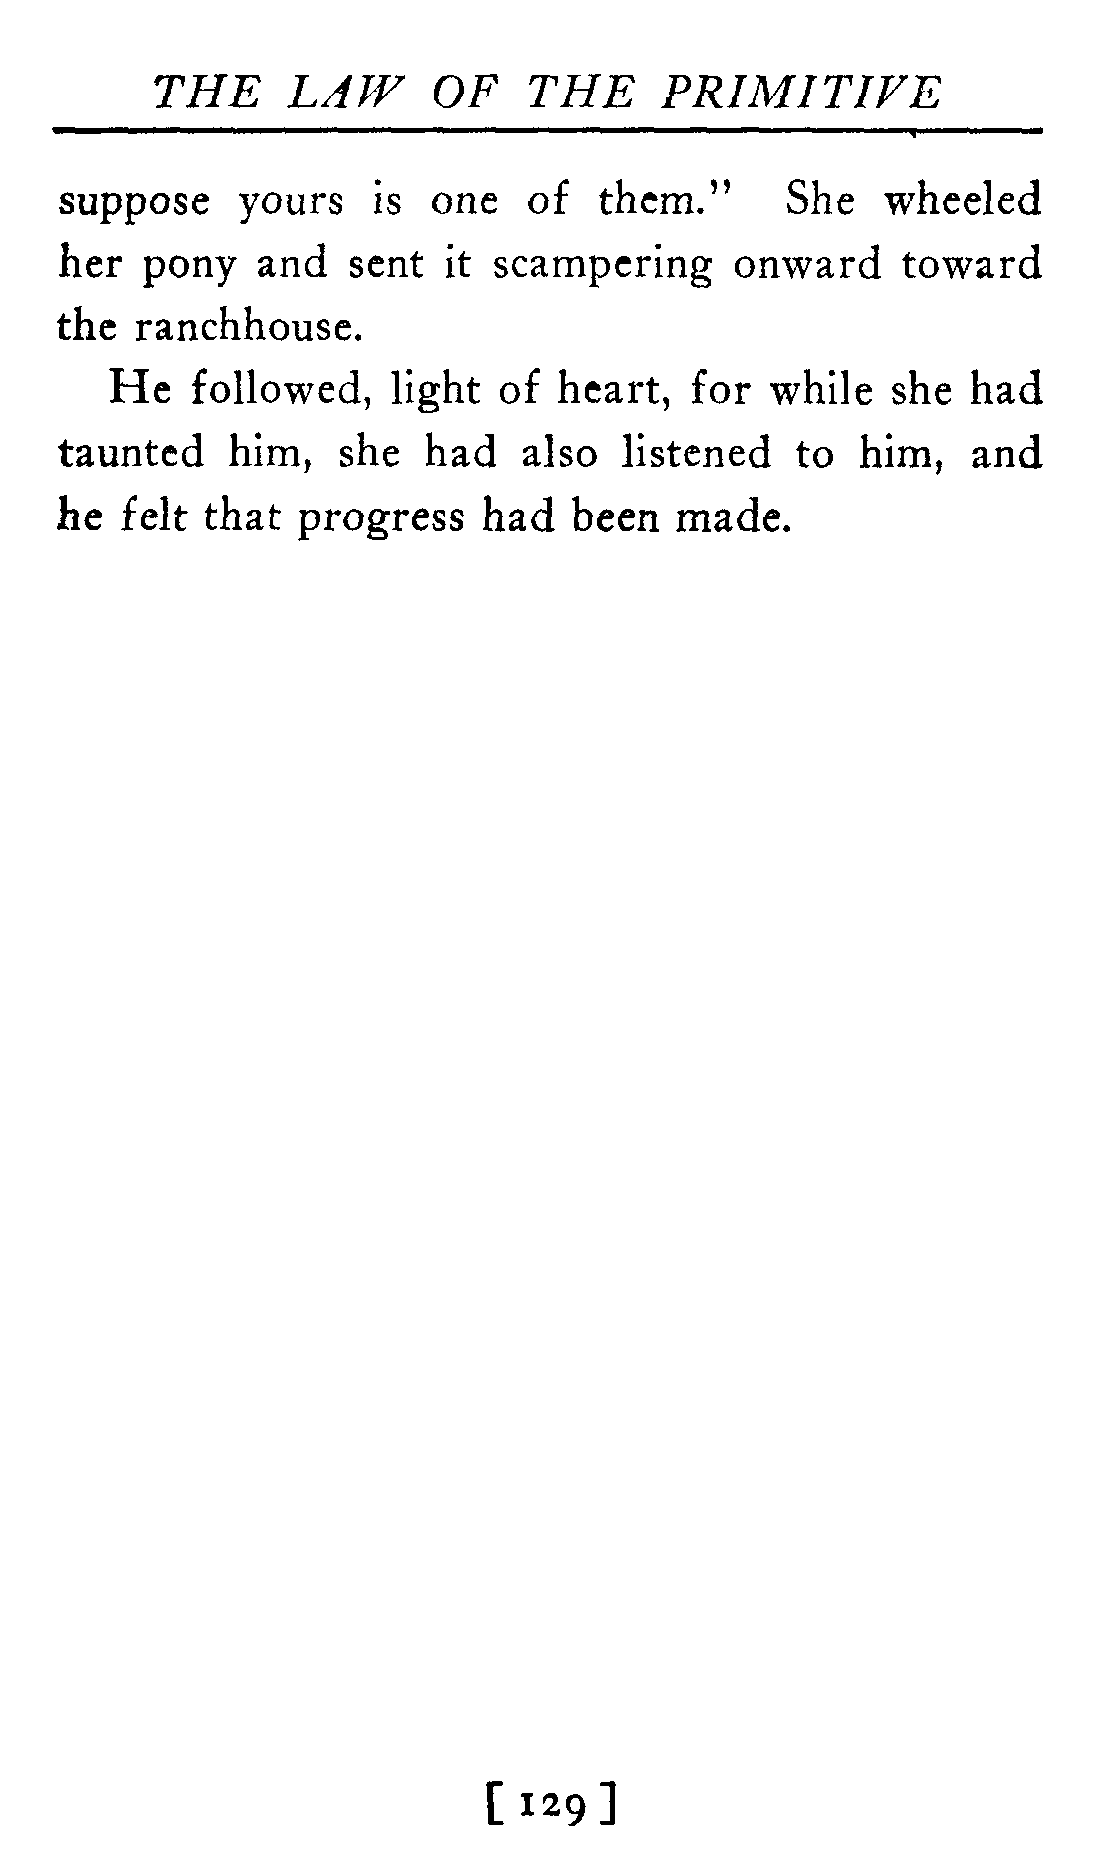 THE LAW OF THE PRIMITIVE
suppose yours is one of them." She wheeled
her pony and sent it scampering onward toward
the ranchhouse.
He followed, light of heart, for while she had
taunted him, she had also listened to him, and
he felt that progress had been made.
[ 129 ]